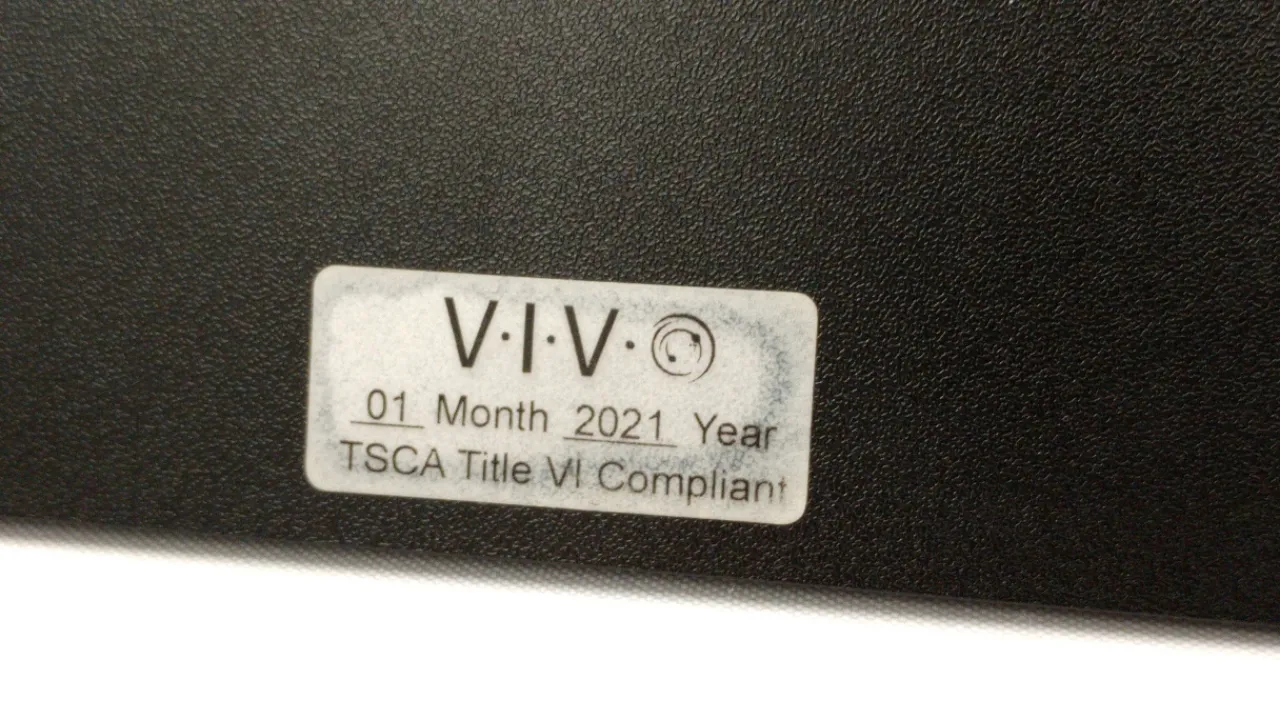 V·I·V·O
01 Month 2021 Year
TSCA Title VI Compliant